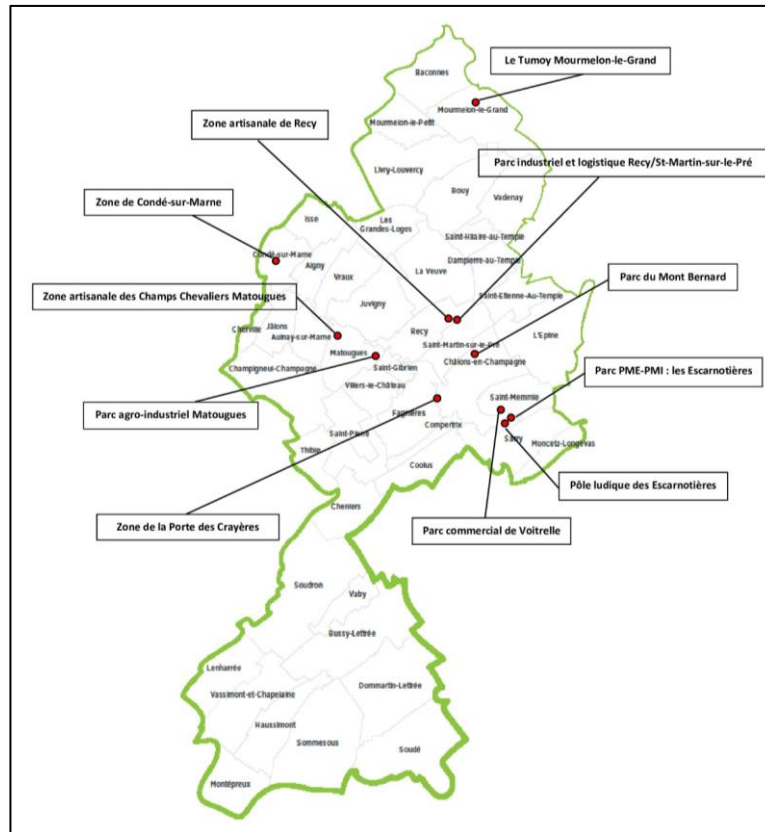 Le Tumoy Mourmelon-le-Grand
Baconnes
Mourmelon-le-Grand
Zone artisanale de Recy
Mourmelon-le-Petit
Parc industriel et logistique Recy/St-Martin-sur-le-Pré
Livry-Louvercy
Bouy
Vadenay
Zone de Condé-sur-Marne
Isse
Les
Grandes-Loges
Saint-Hilaire-au-Temple
Condé-sur-Marne
Dampierre-au-Temple
Aigny
La Veuve
Vraux
Parc du Mont Bernard
Zone artisanale des Champs Chevaliers Matougues
Juvigny
Saint-Etienne-Au-Temple
Cherville
Jâlons
Recy
Aulnay-sur-Marne
L'Epine
Saint-Martin-sur-le-Pré
Matougues
Châlons-en-Champagne
Champigneul-Champagne
Saint-Gibrien
Parc PME-PMI : les Escarnotières
Villers-le-Château
Saint-Memmie
Parc agro-industriel Matougues
Fagnières
Compertrix
Saint-Pierre
Sarry
Moncetz-Longevas
Thibie
Coolus
Pôle ludique des Escarnotières
Zone de la Porte des Crayères
Parc commercial de Voitrelle
Cheniers
Soudron
Vatry
Bussy-Lettrée
Lenharrée
Dommartin-Lettrée
Vassimont-et-Chapelaine
Haussimont
Sommesous
Soudé
Montépreux